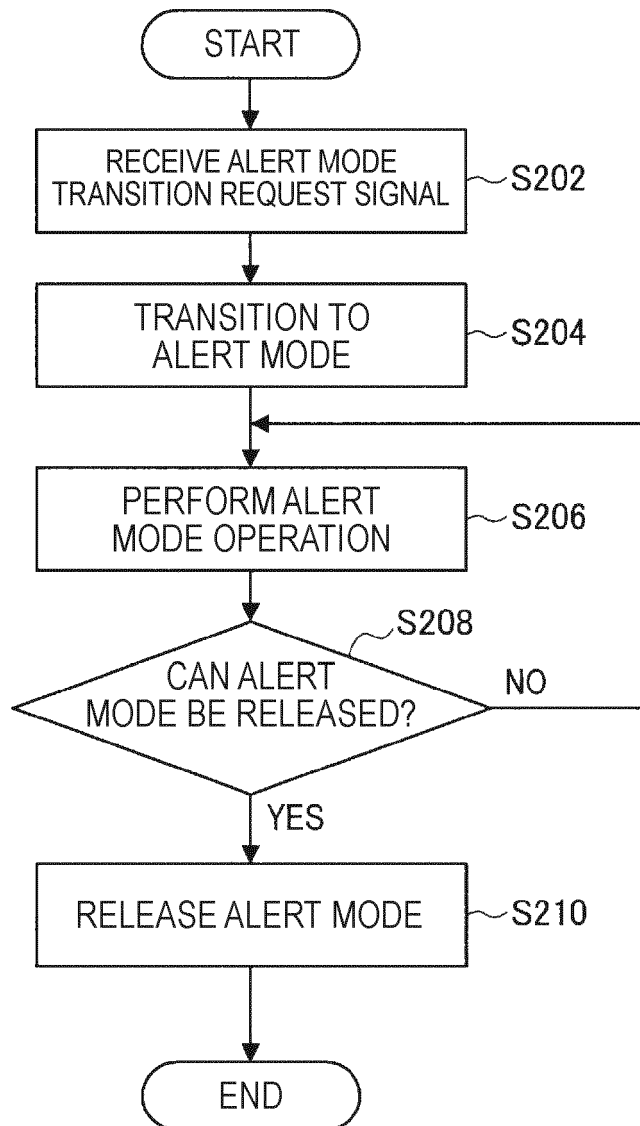 START
RECEIVE ALERT MODE
TRANSITION REQUEST SIGNAL
S202
TRANSITION TO
ALERT MODE
S204
PERFORM ALERT
MODE OPERATION
S206
S208
CAN ALERT
MODE BE RELEASED?
NO
YES
RELEASE ALERT MODE
S210
END